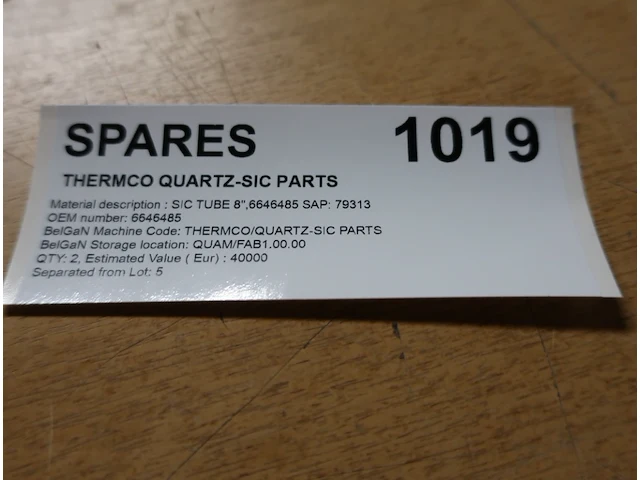 SPARES 1019
THERMCO QUARTZ-SIC PARTS
Material description : SIC TUBE 8",6646485 SAP: 79313
OEM number: 6646485
BelGaN Machine Code: THERMCO/QUARTZ-SIC PARTS
BelGaN Storage location: QUAM/FAB1.00.00
QTY: 2, Estimated Value ( Eur) : 40000
Separated from Lot: 5